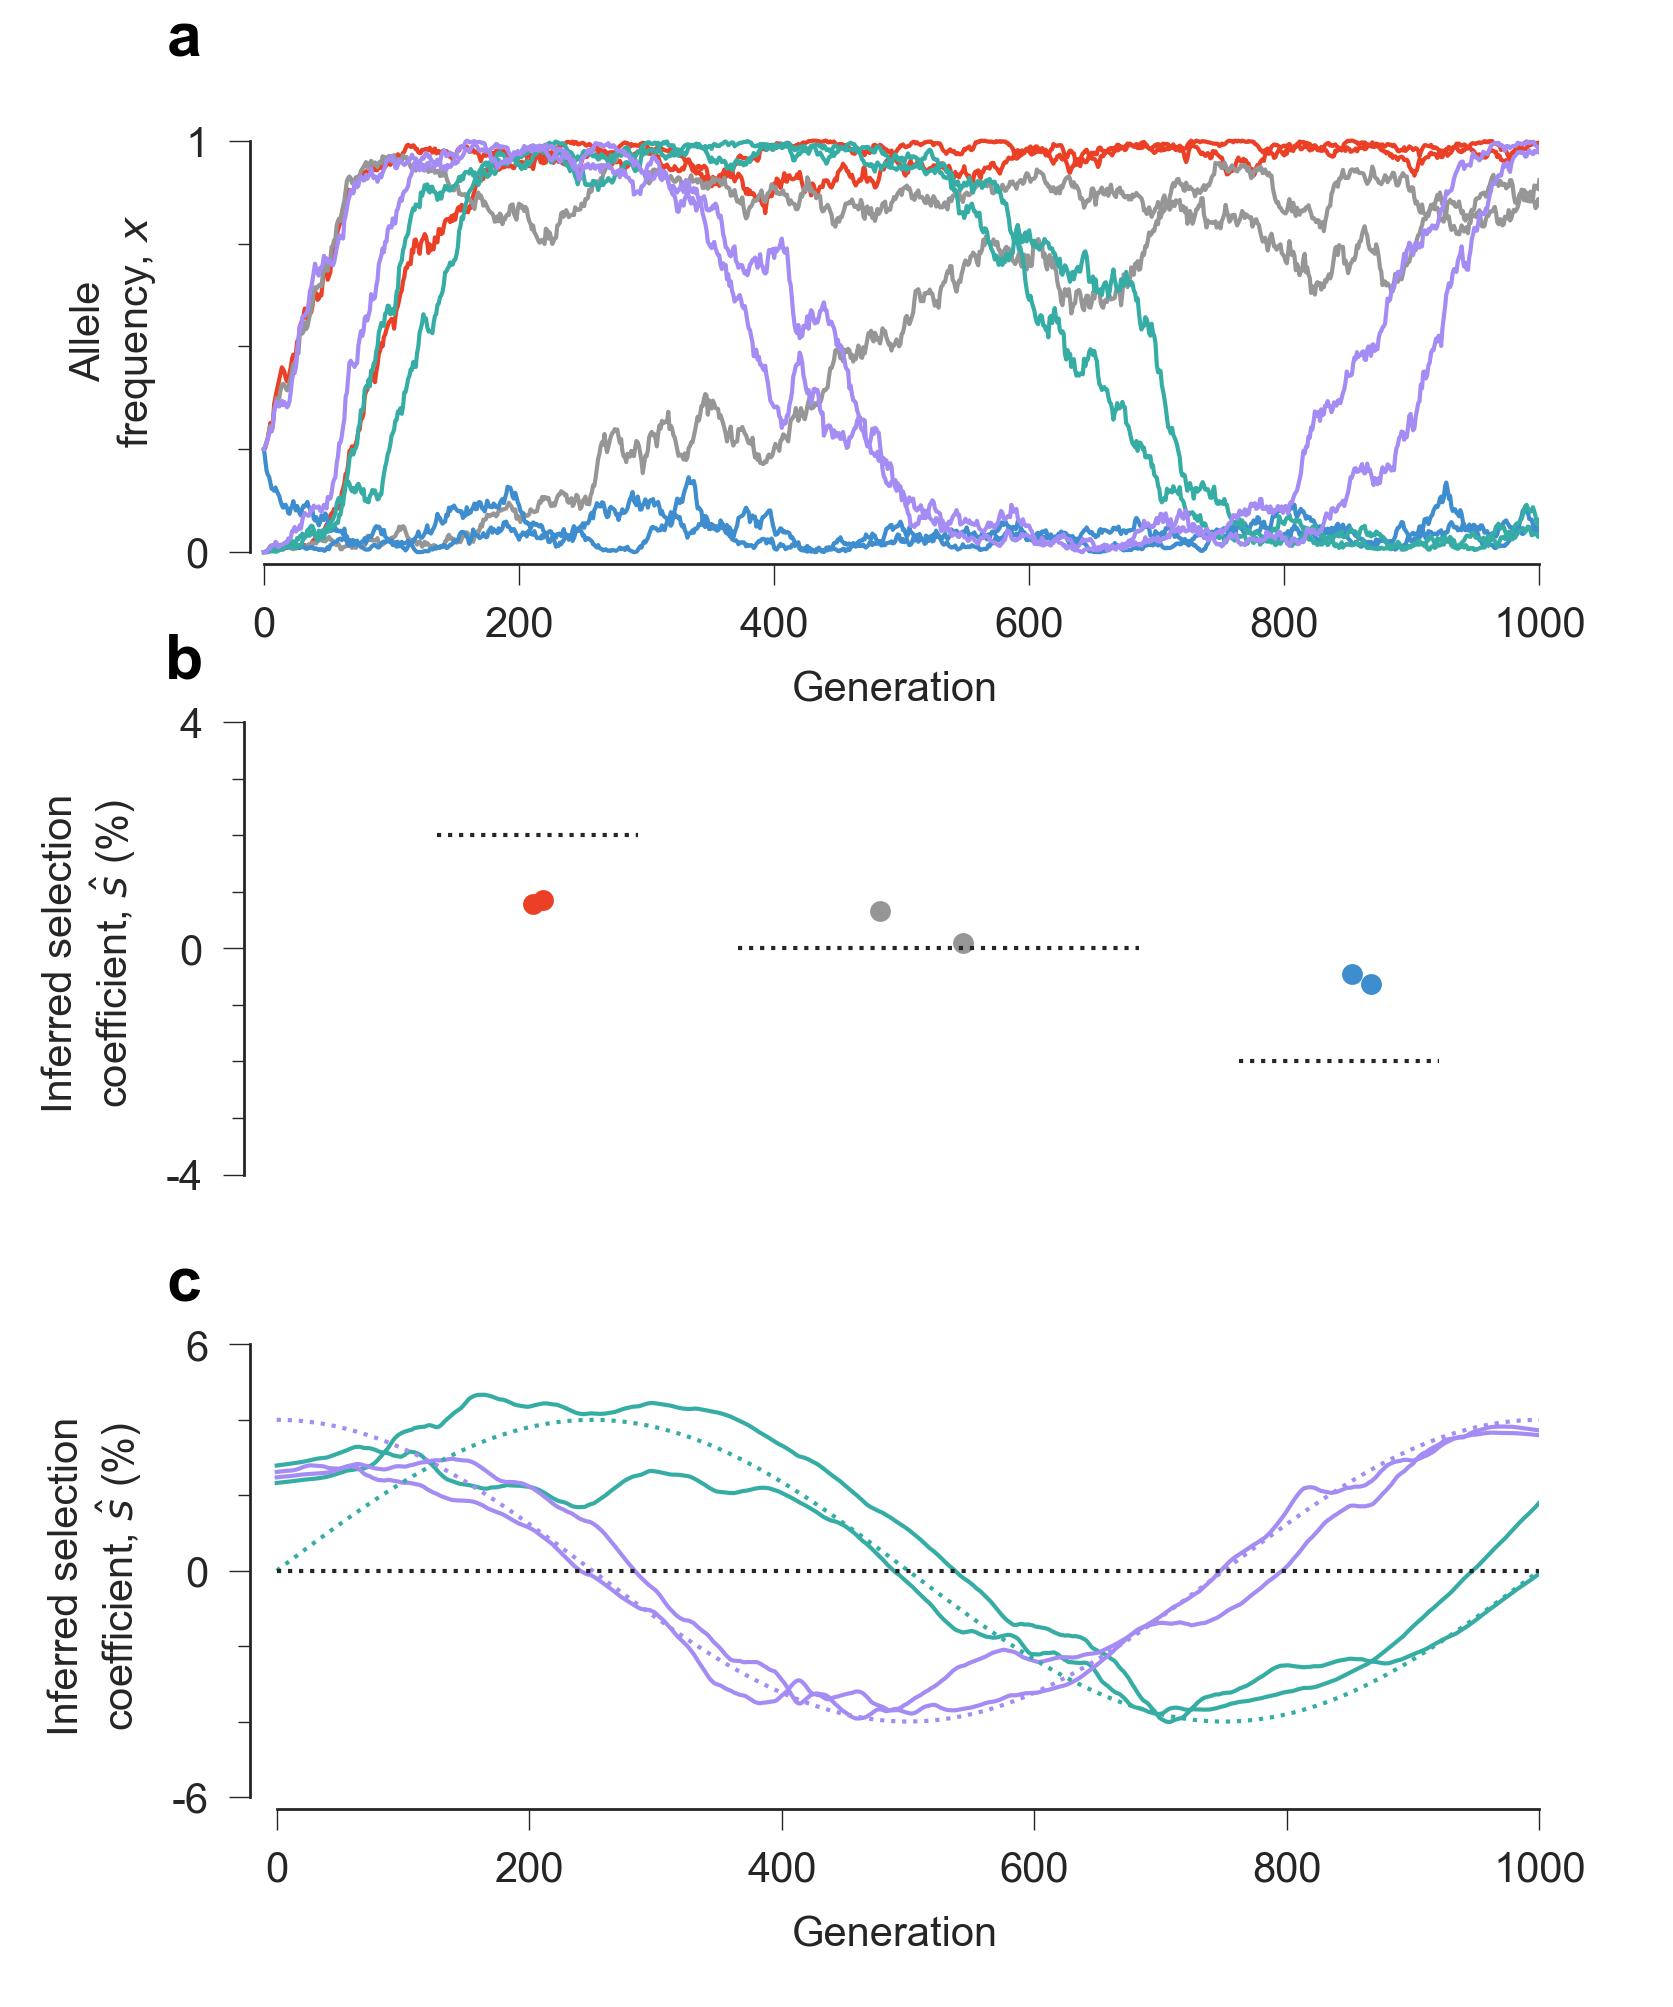 a
1
0
Allele
frequency, x
0 200 400 600 800 1000
Generation
b
4
0
-4
Inferred selection
coefficient, ŝ (%)
c
6
0
-6
Inferred selection
coefficient, ŝ (%)
0 200 400 600 800 1000
Generation